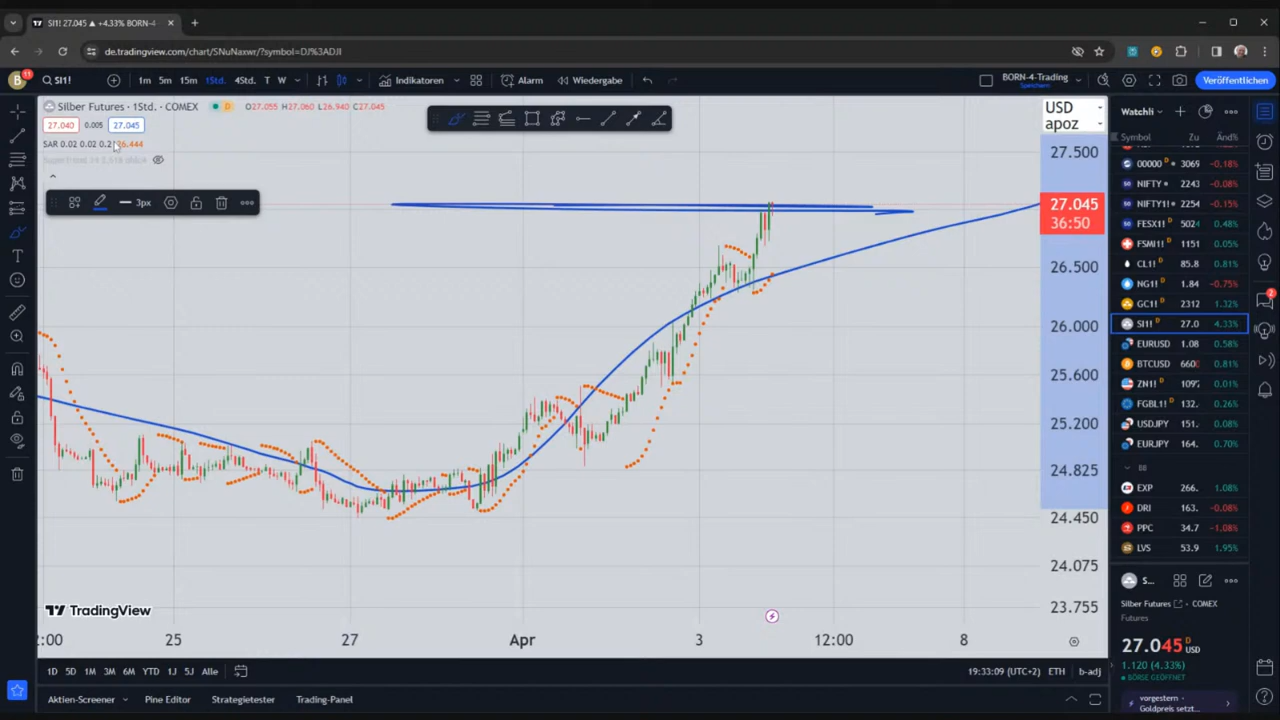 SI1! 27.045 ▲ +4.33% BORN-4-
de.tradingview.com/chart/SNuNaxwr/?symbol=DJ%3ADJI
B 11 SI1! 1m 5m 15m 1Std. 4Std. T W Indikatoren Alarm Wiedergabe BORN-4-Trading Speichern Veröffentlichen
Silber Futures · 1Std. · COMEX D O27.055 H27.060 L26.940 C27.045
27.040 0.005 27.045
SAR 0.02 0.02 0.2 26.444
3px
USD
apoz
27.500
27.045
36:50
26.500
26.000
25.600
25.200
24.825
24.450
24.075
23.755
TradingView
2:00 25 27 Apr 3 12:00 8
1D 5D 1M 3M 6M YTD 1J 5J Alle 19:33:09 (UTC+2) ETH b-adj
Aktien-Screener Pine Editor Strategietester Trading-Panel
Watchli
Symbol Zu Änd%
00000 D 3069 -0.18%
NIFTY 2243 -0.08%
NIFTY1! 2254 -0.15%
FESX1! D 5024 0.48%
FSMI1! D 1151 0.05%
CL1! D 85.8 0.81%
NG1! D 1.84 -0.75%
GC1! D 2312 1.32%
SI1! D 27.0 4.33%
EURUSD 1.08 0.58%
BTCUSD 6600 0.81%
ZN1! D 109' 0.01%
FGBL1! D 132. 0.26%
USDJPY 151. 0.08%
EURJPY 164. 0.70%
BB
EXP 266. 1.08%
DRI 163. -0.08%
PPC 34.7 -1.08%
LVS 53.9 1.95%
S...
Silber Futures · COMEX
Futures
27.045 D USD
1.120 (4.33%)
BÖRSE GEÖFFNET
vorgestern ·
Goldpreis setzt...
2